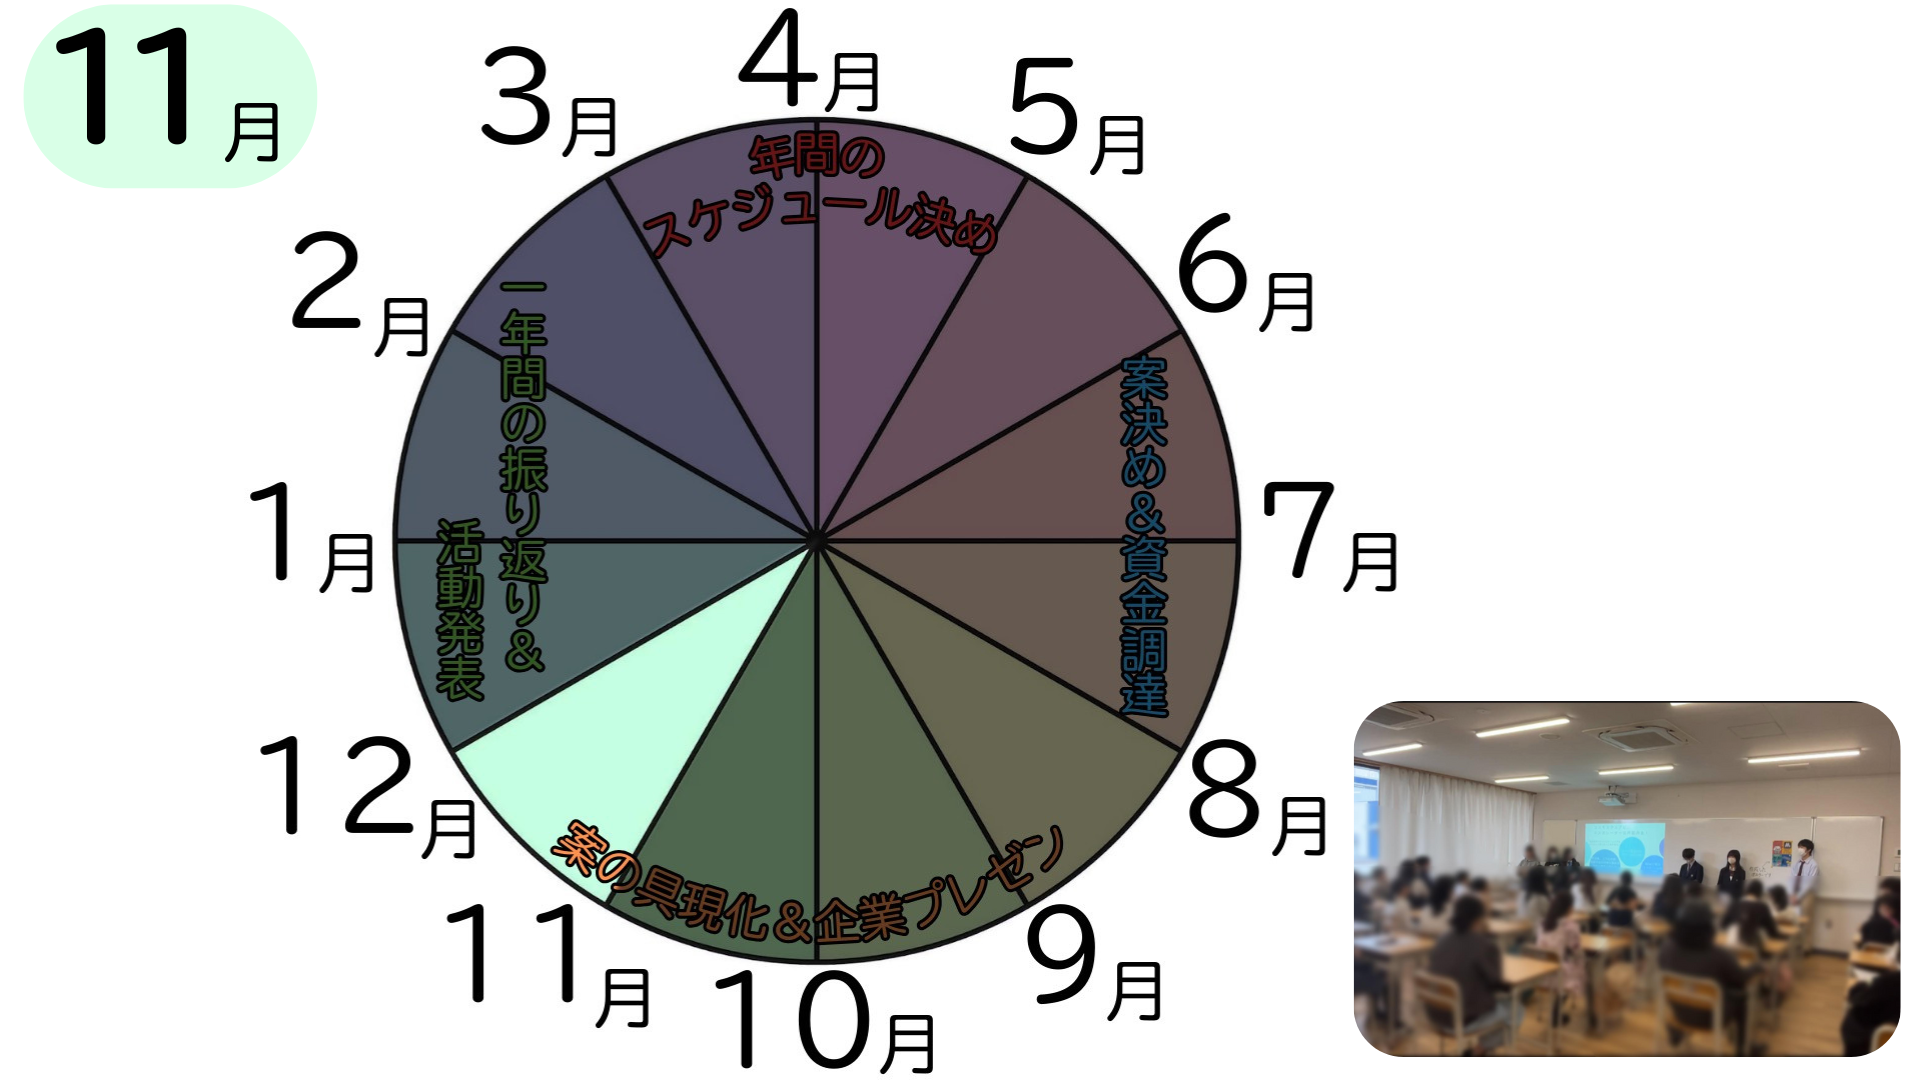 11月
4月
5月
6月
7月
8月
9月
10月
11月
12月
1月
2月
3月
年間の
スケジュール決め
案決め&資金調達
案の具現化&企業プレゼン
一年間の振り返り&
活動発表